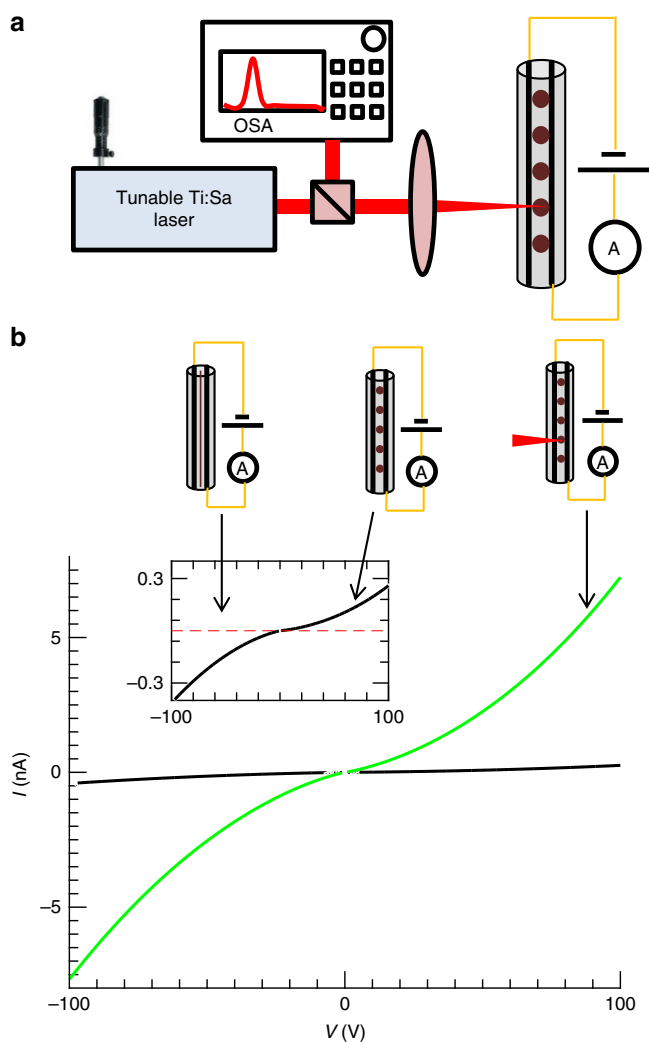 a
OSA
Tunable Ti:Sa
laser
A
b
A
A
A
0.3
−0.3
−100
100
5
0
−5
I (nA)
−100
0
100
V (V)